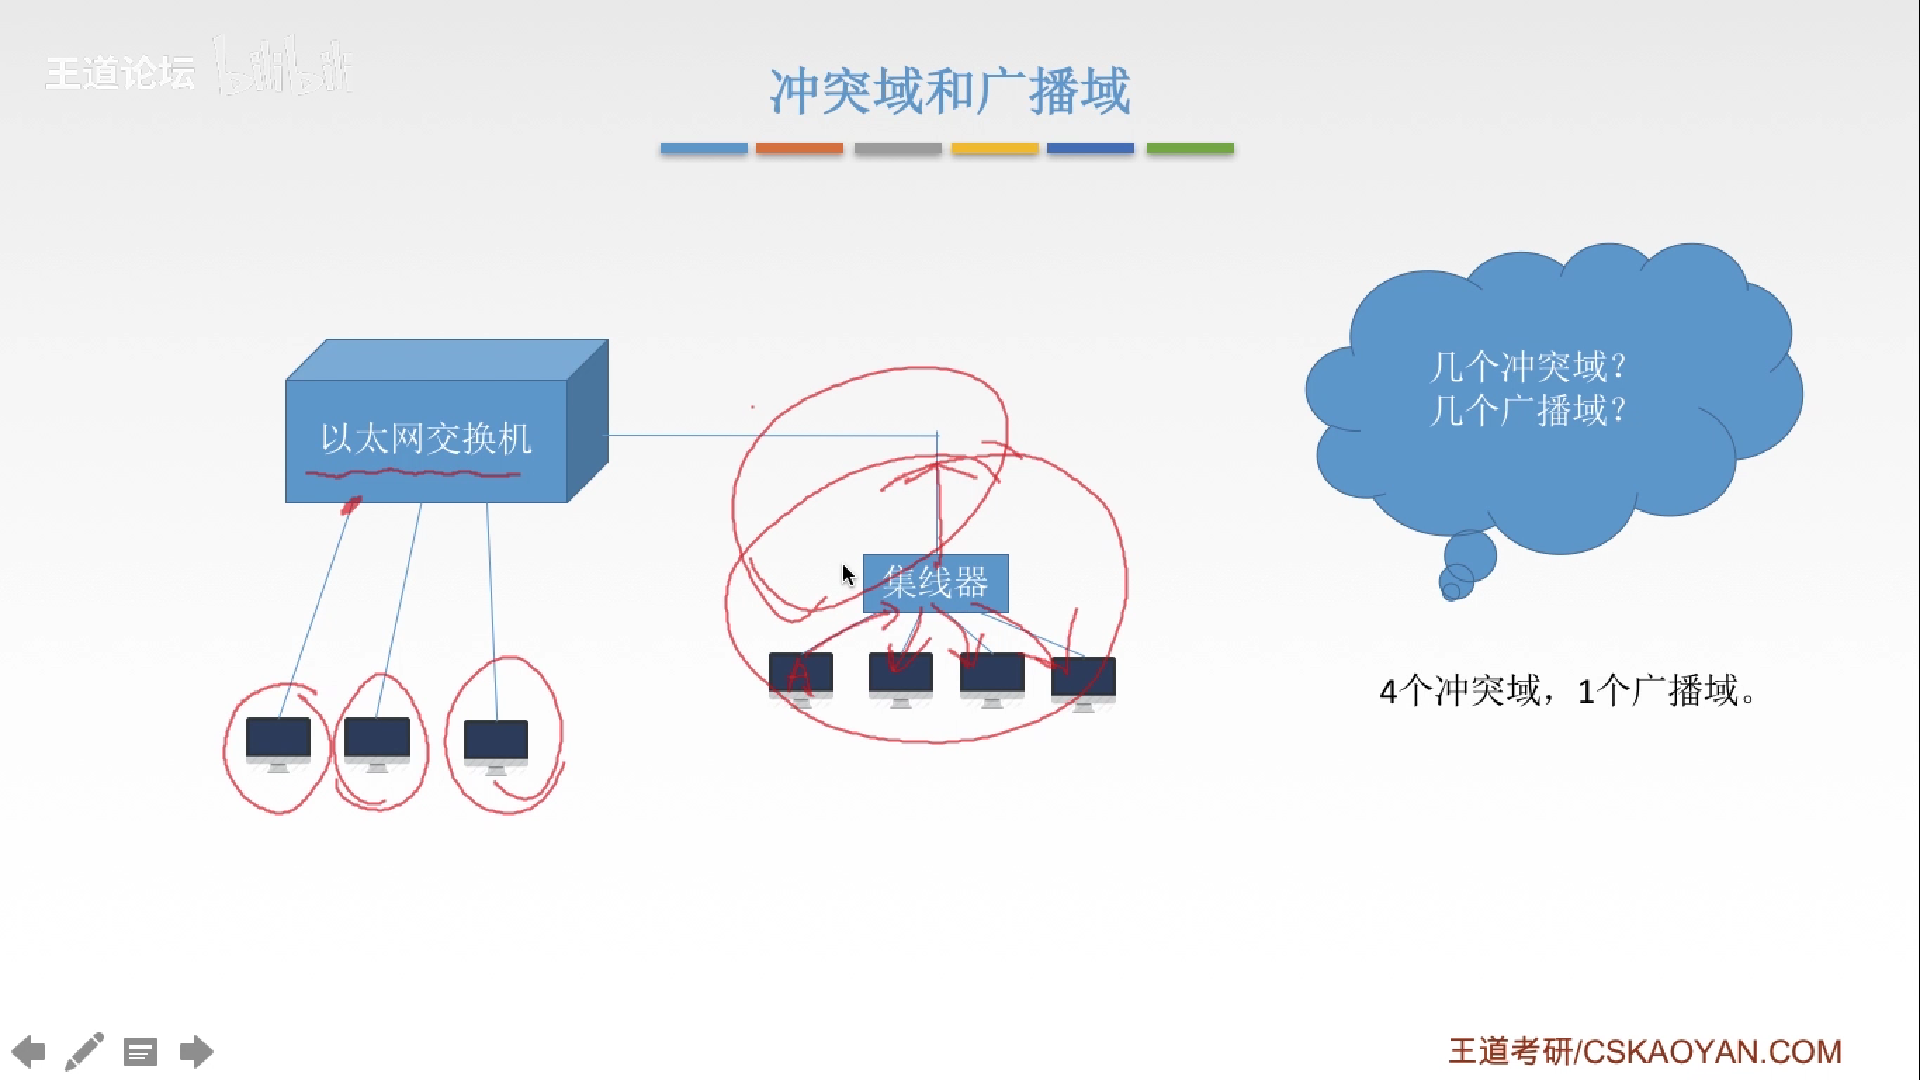 王道论坛 bilibili
冲突域和广播域
几个冲突域？
几个广播域？
以太网交换机
集线器
A
4个冲突域，1个广播域。
王道考研/CSKAOYAN.COM